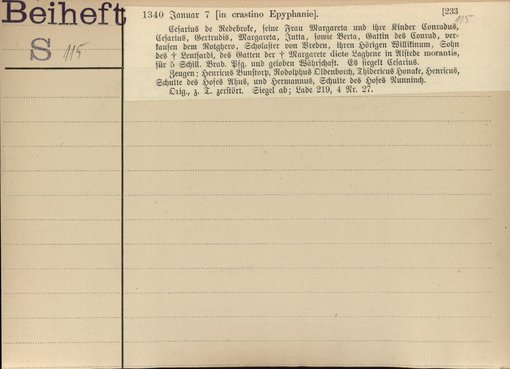 Beiheft
S 115
1340 Januar 7 [in crastino Epyphanie]. [233
115
Cesarius de Redebroke, seine Frau Margareta und ihre Kinder Conradus,
Cesarius, Gertrudis, Margareta, Jutta, sowie Berta, Gattin des Conrad, ver-
kaufen dem Rotghero, Scholaster von Vreden, ihren Hörigen Willikinum, Sohn
des † Lentfardi, des Gatten der † Margarete dicte Laghene in Alstede morantis,
für 5 Schill. Brab. Pfg. und geloben Währschaft. Es siegelt Cesarius.
Zeugen: Henricus Bunstorp, Rodolphus Oldenborch, Thidericus Honake, Henricus,
Schulte des Hofes Ahus, und Hermannus, Schulte des Hofes Nunninch.
Orig., z. T. zerstört. Siegel ab; Lade 219, 4 Nr. 27.